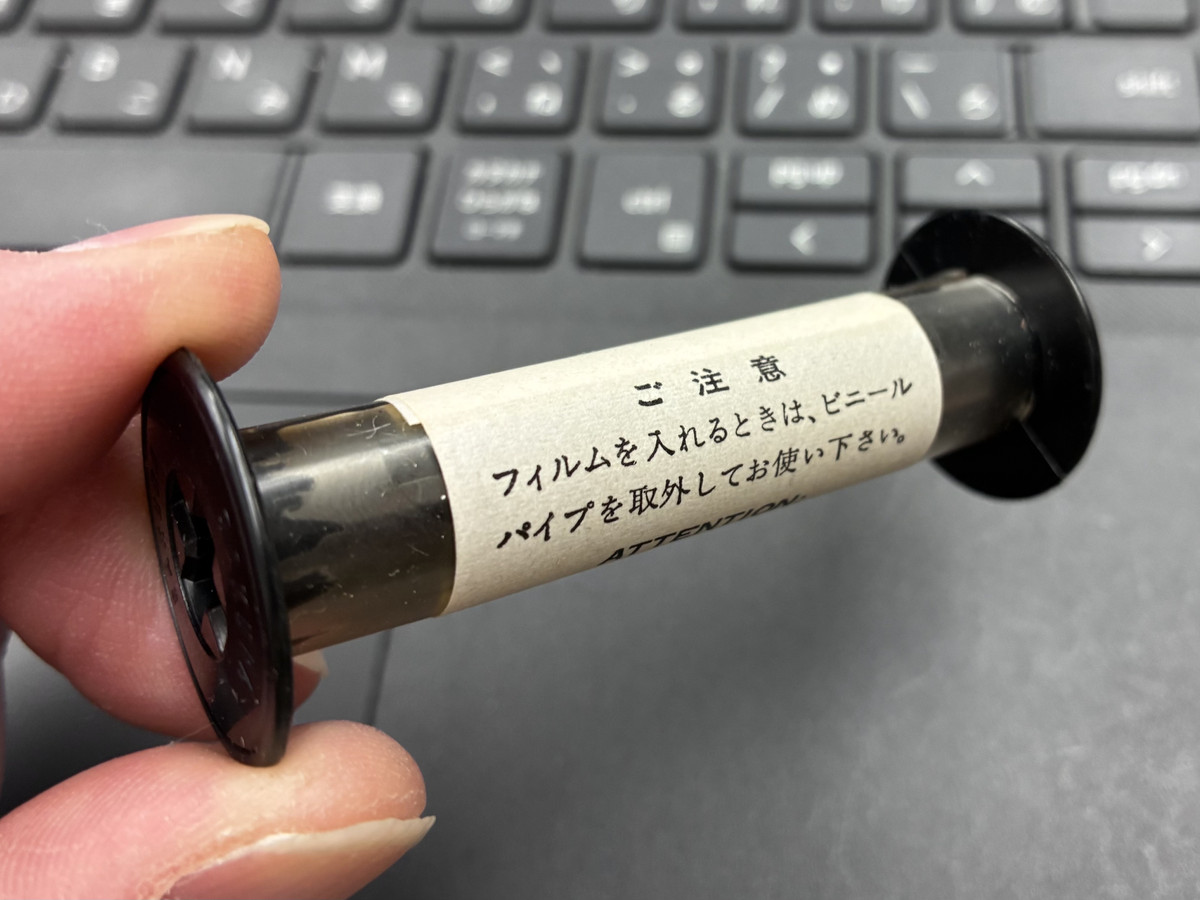 N
M
ご注意
フィルムを入れるときは、ビニール
パイプを取外してお使い下さい。
ATTENTION: